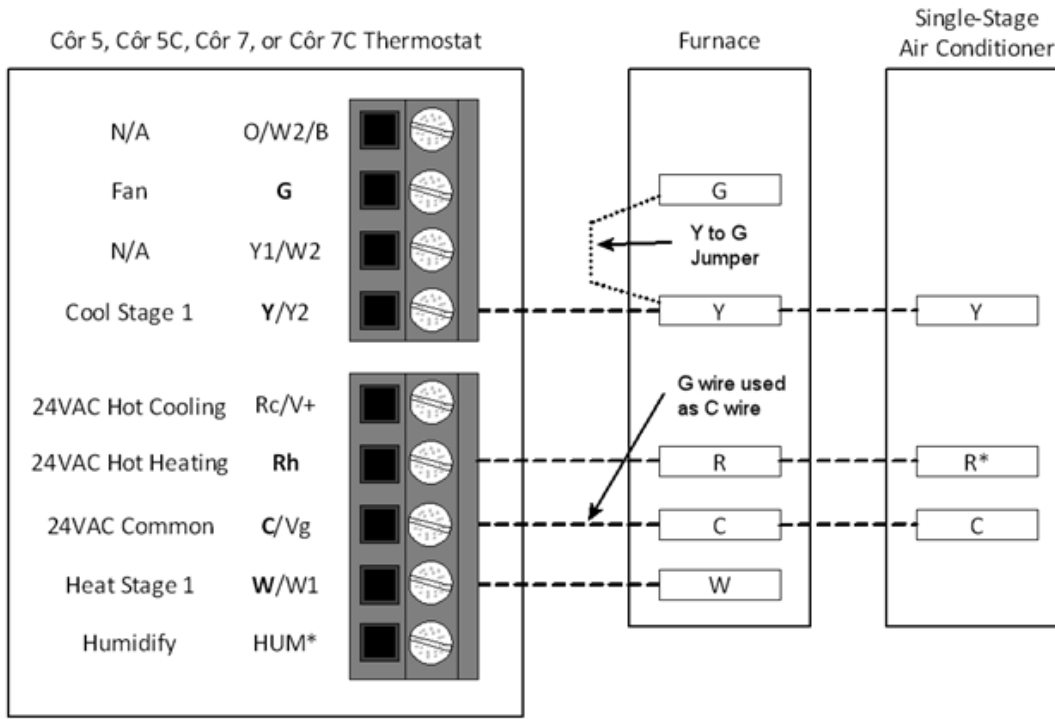 Côr 5, Côr 5C, Côr 7, or Côr 7C Thermostat
Furnace
Single-Stage
Air Conditioner
N/A O/W2/B
Fan G
G
N/A Y1/W2
Y to G
Jumper
Cool Stage 1 Y/Y2
Y
Y
G wire used
as C wire
24VAC Hot Cooling Rc/V+
24VAC Hot Heating Rh
R
R*
24VAC Common C/Vg
C
C
Heat Stage 1 W/W1
W
Humidify HUM*